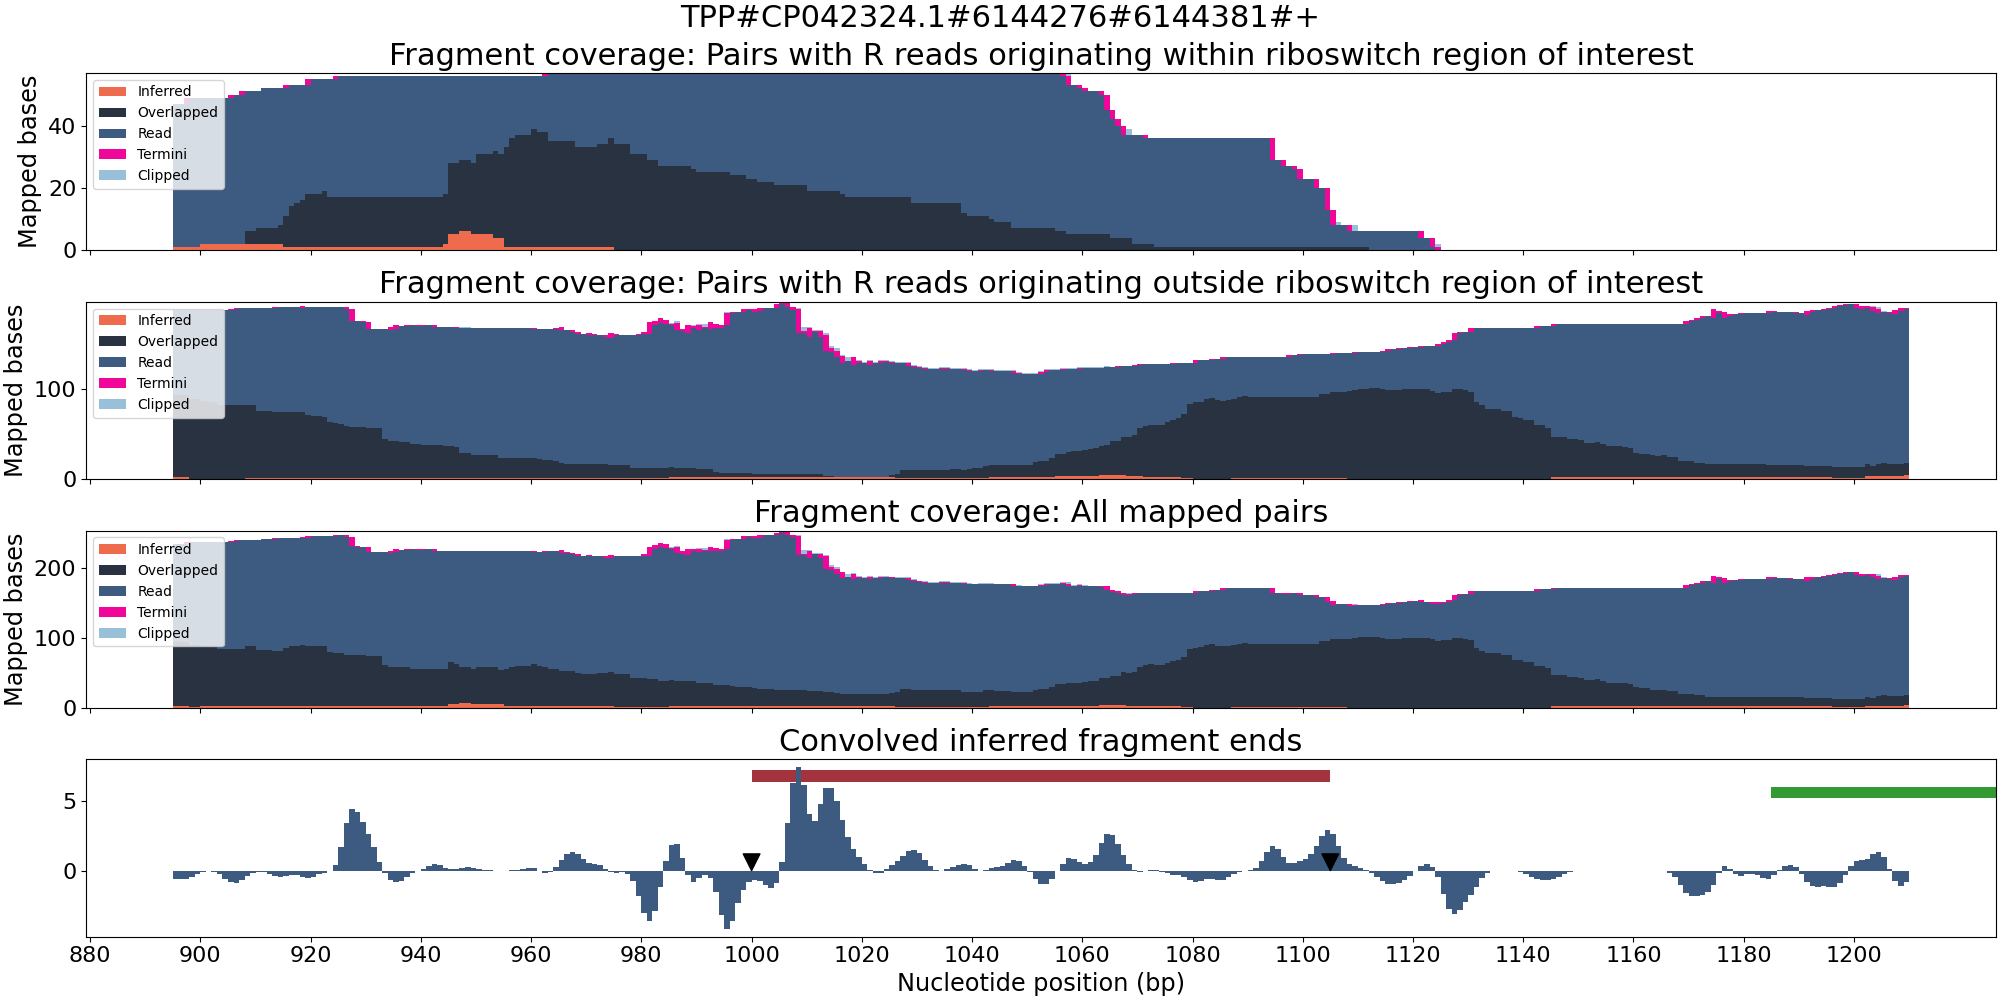 TPP#CP042324.1#6144276#6144381#+
Fragment coverage: Pairs with R reads originating within riboswitch region of interest
Mapped bases
40
20
0
Inferred
Overlapped
Read
Termini
Clipped
Fragment coverage: Pairs with R reads originating outside riboswitch region of interest
Mapped bases
100
0
Inferred
Overlapped
Read
Termini
Clipped
Fragment coverage: All mapped pairs
Mapped bases
200
100
0
Inferred
Overlapped
Read
Termini
Clipped
Convolved inferred fragment ends
5
0
880 900 920 940 960 980 1000 1020 1040 1060 1080 1100 1120 1140 1160 1180 1200
Nucleotide position (bp)